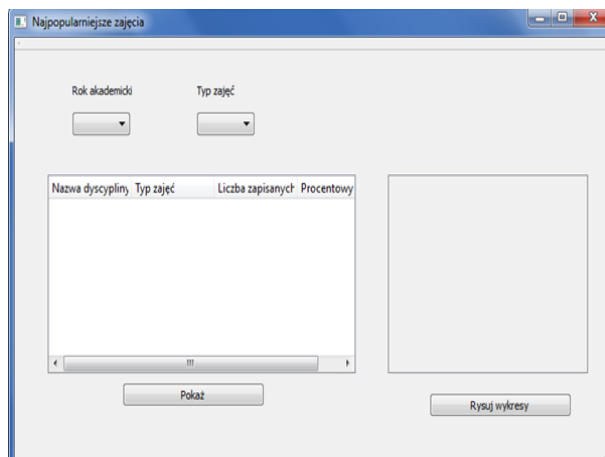 Najpopularniejsze zajęcia
Rok akademicki Typ zajęć
Nazwa dyscypliny Typ zajęć Liczba zapisanych Procentowy
Pokaż
Rysuj wykresy